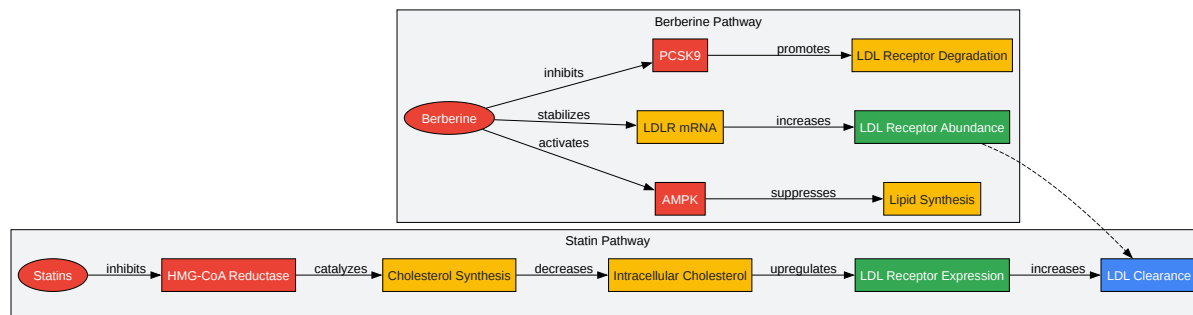 Berberine Pathway
PCSK9
promotes
LDL Receptor Degradation
inhibits
Berberine
stabilizes
LDLR mRNA
increases
LDL Receptor Abundance
activates
AMPK
suppresses
Lipid Synthesis
Statin Pathway
Statins
inhibits
HMG-CoA Reductase
catalyzes
Cholesterol Synthesis
decreases
Intracellular Cholesterol
upregulates
LDL Receptor Expression
increases
LDL Clearance